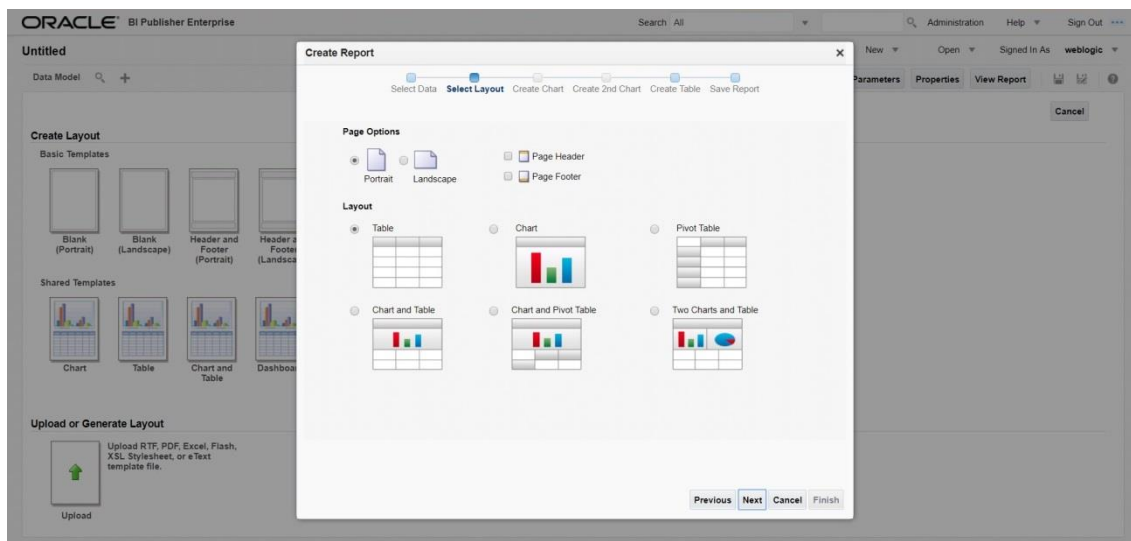 ORACLE BI Publisher Enterprise
Search All
Administration Help Sign Out
Untitled
New Open Signed In As weblogic
Data Model
Parameters Properties View Report
Cancel
Create Layout
Basic Templates
Blank (Portrait)
Blank (Landscape)
Header and Footer (Portrait)
Header a
Foote
(Landsca
Shared Templates
Chart
Table
Chart and Table
Dashboa
Upload or Generate Layout
Upload RTF, PDF, Excel, Flash,
XSL Stylesheet, or eText
template file.
Upload
Create Report
Select Data Select Layout Create Chart Create 2nd Chart Create Table Save Report
Page Options
Portrait Landscape
Page Header
Page Footer
Layout
Table Chart Pivot Table
Chart and Table Chart and Pivot Table Two Charts and Table
Previous Next Cancel Finish